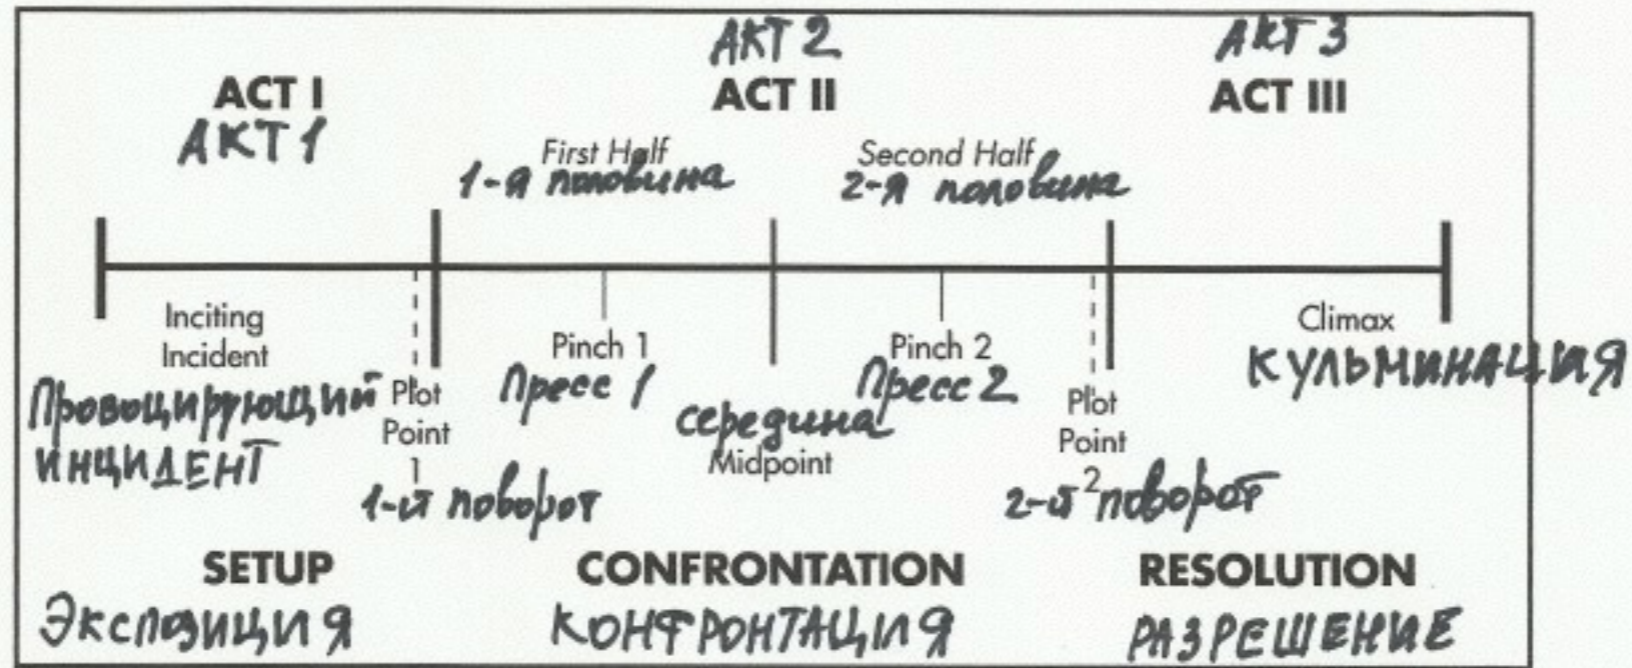 АКТ 2
АКТ 3
ACT I
ACT II
ACT III
АКТ 1
First Half
Second Half
1-я половина
2-я половина
Inciting
Incident
Провоцирующий
инцидент
Plot
Point
1
1-й поворот
Pinch 1
Пресс 1
середина
Midpoint
Pinch 2
Пресс 2
Plot
Point
2
2-й поворот
Climax
кульминация
SETUP
CONFRONTATION
RESOLUTION
Экспозиция
КОНФРОНТАЦИЯ
РАЗРЕШЕНИЕ